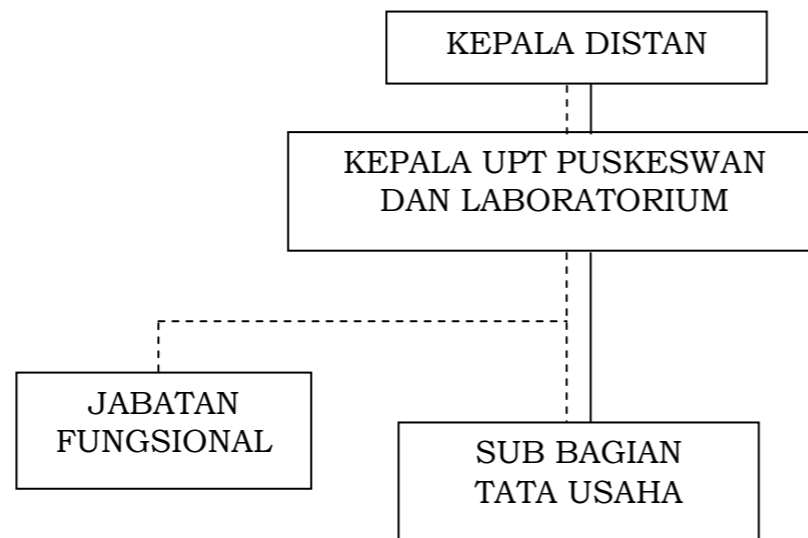 KEPALA DISTAN
KEPALA UPT PUSKESWAN
DAN LABORATORIUM
JABATAN
FUNGSIONAL
SUB BAGIAN
TATA USAHA